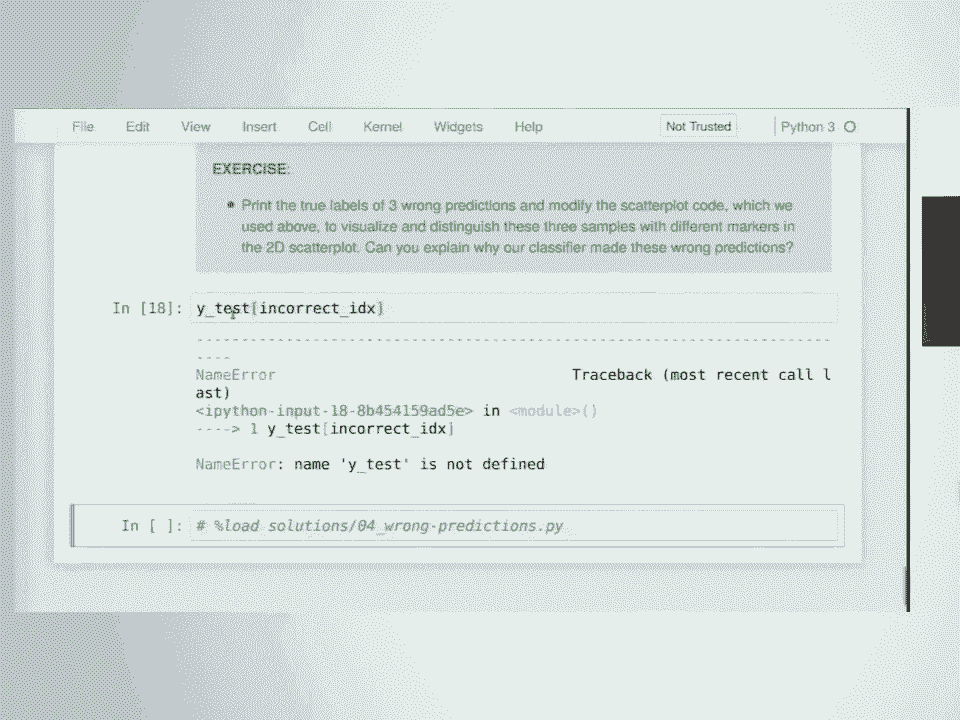 File Edit View Insert Cell Kernel Widgets Help Not Trusted Python 3
EXERCISE:
Print the true labels of 3 wrong predictions and modify the scatterplot code, which we
used above, to visualize and distinguish these three samples with different markers in
the 2D scatterplot. Can you explain why our classifier made these wrong predictions?
In [18]: y_test[incorrect_idx]
---------------------------------------------------------------------------
----
NameError Traceback (most recent call l
ast)
<ipython-input-18-8b454159ad5e> in <module>()
----> 1 y_test[incorrect_idx]
NameError: name 'y_test' is not defined
In [ ]: # %load solutions/04_wrong-predictions.py